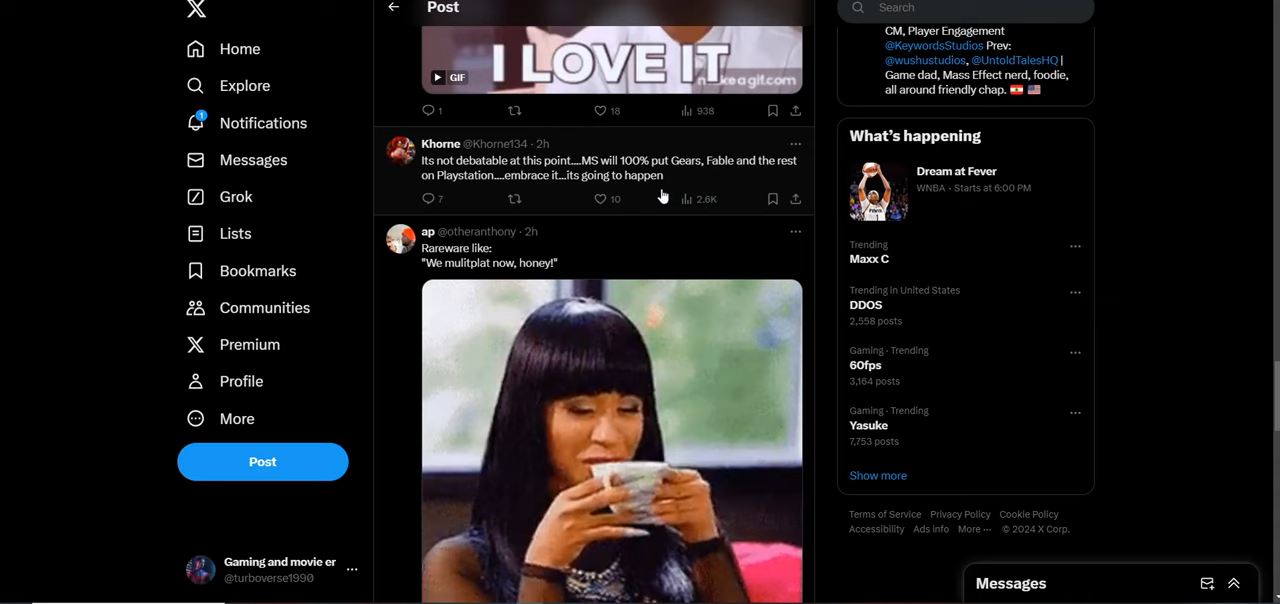 Post
Search
Home
Explore
1
Notifications
Messages
Grok
Lists
Bookmarks
Communities
Premium
Profile
More
Post
Gaming and movie er
@turboverse1990
I LOVE IT
GIF
1
18
938
Khorne @Khorne134 · 2h
Its not debatable at this point....MS will 100% put Gears, Fable and the rest
on Playstation....embrace it...its going to happen
7
10
2.6K
ap @otheranthony · 2h
Rareware like:
"We mulitplat now, honey!"
CM, Player Engagement
@KeywordsStudios Prev:
@wushustudios, @UntoldTalesHQ |
Game dad, Mass Effect nerd, foodie,
all around friendly chap.
What's happening
Dream at Fever
WNBA · Starts at 6:00 PM
Trending
Maxx C
Trending in United States
DDOS
2,558 posts
Gaming · Trending
60fps
3,164 posts
Gaming · Trending
Yasuke
7,753 posts
Show more
Terms of Service Privacy Policy Cookie Policy
Accessibility Ads info More ··· © 2024 X Corp.
Messages